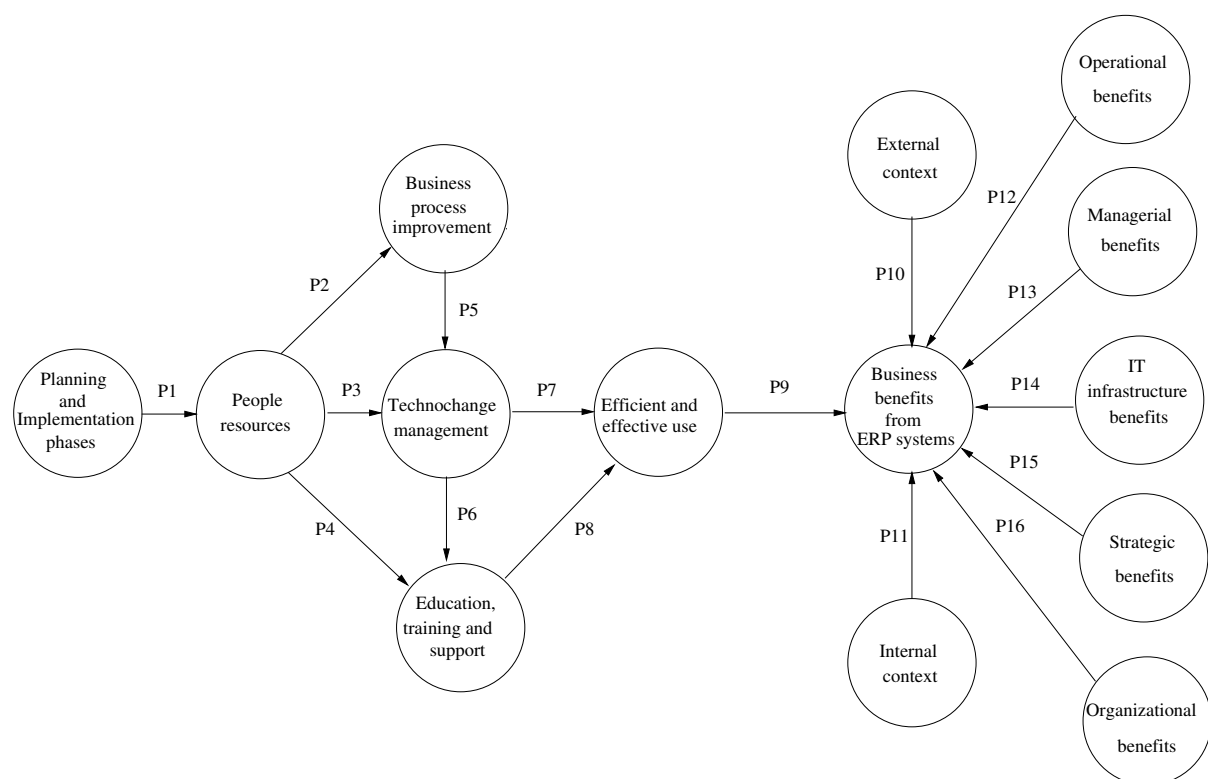 Operational
benefits
External
context
Business
process
improvement
P12
Managerial
benefits
P10
P2
P13
P5
Planning
and
Implementation
phases
P1
People
resources
P3
Technochange
management
P7
Efficient and
effective use
P9
Business
benefits
from
ERP systems
P14
IT
infrastructure
benefits
P15
P4
P6
P8
P11
P16
Strategic
benefits
Education,
training and
support
Internal
context
Organizational
benefits